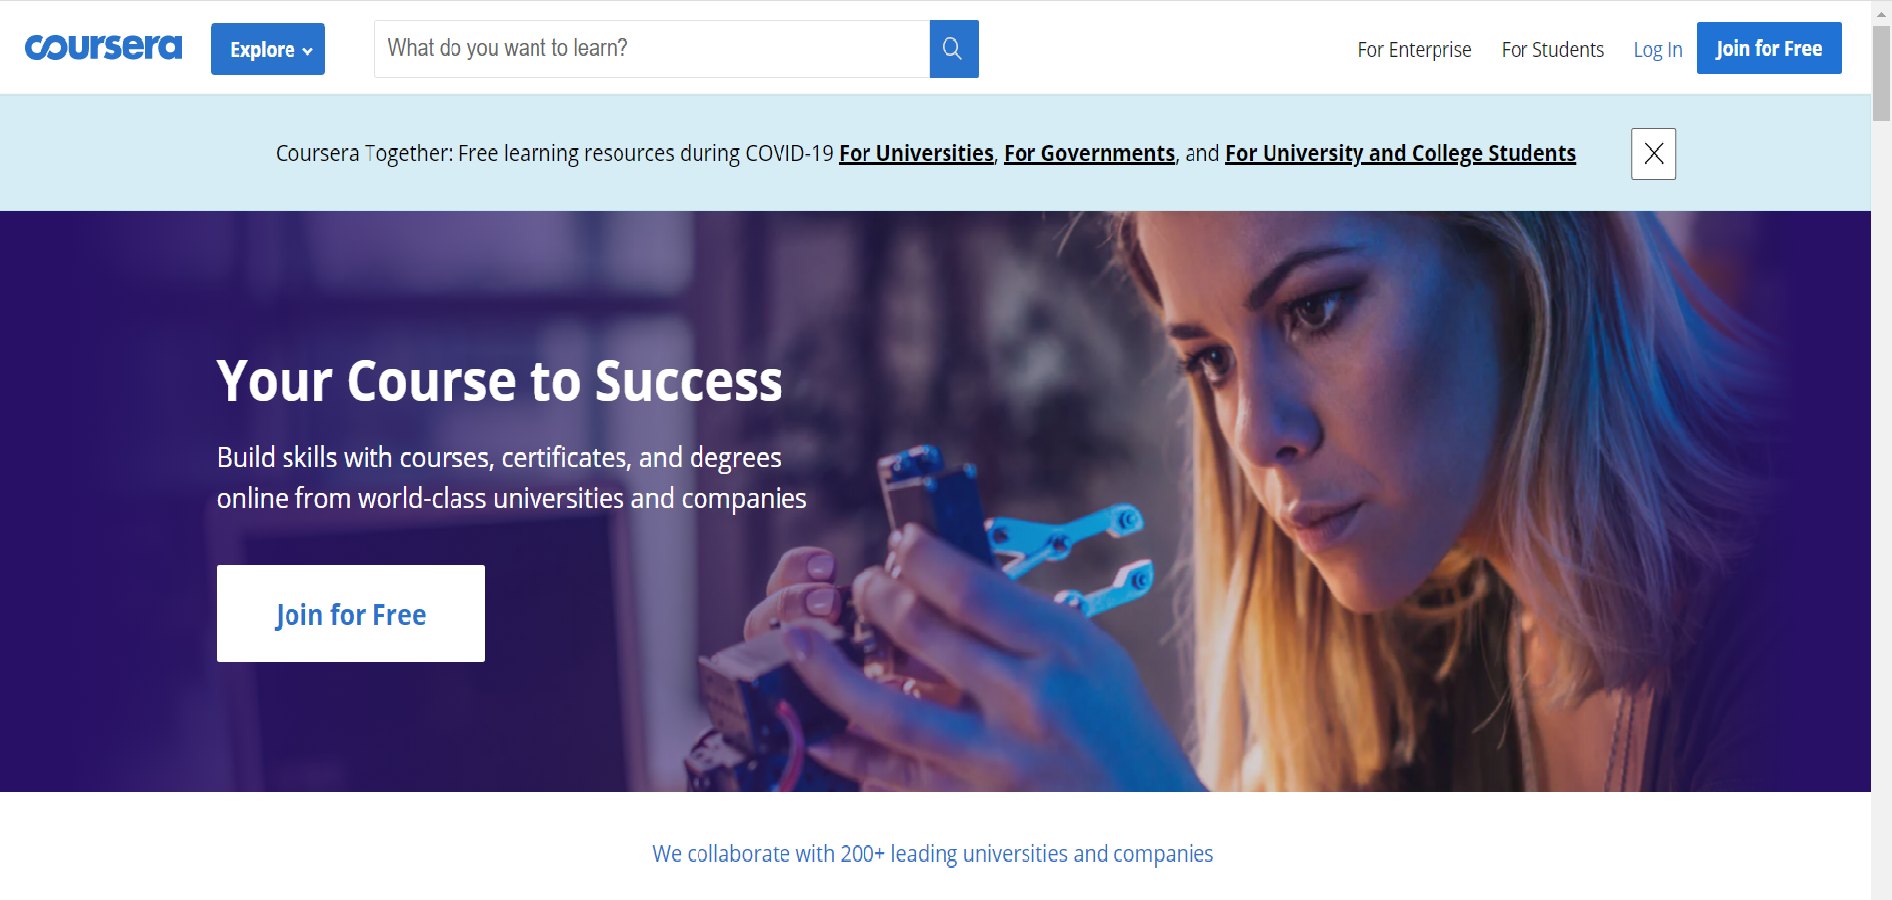 coursera
Explore
What do you want to learn?
For Enterprise
For Students
Log In
Join for Free
Coursera Together: Free learning resources during COVID-19 For Universities, For Governments, and For University and College Students
Your Course to Success
Build skills with courses, certificates, and degrees
online from world-class universities and companies
Join for Free
We collaborate with 200+ leading universities and companies